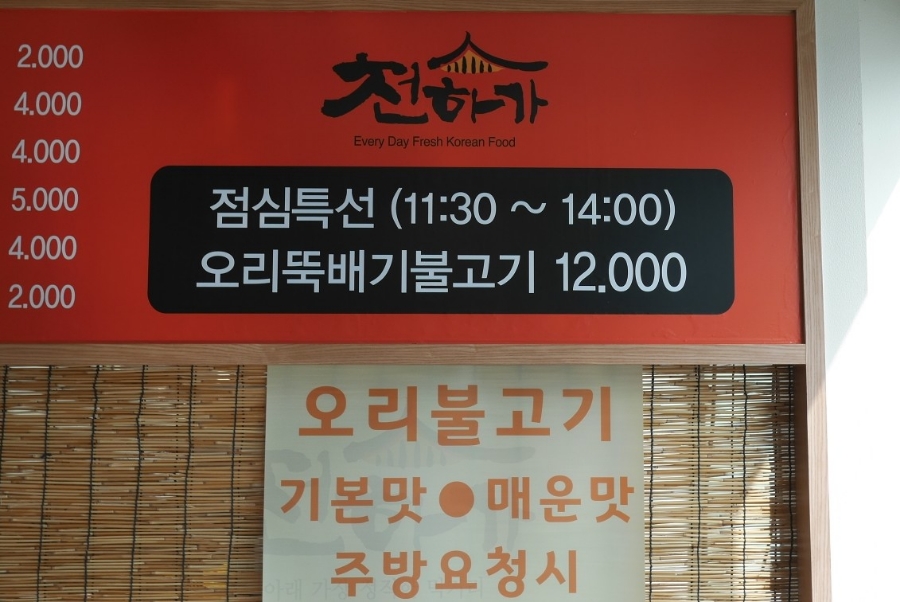 2.000
4.000
4.000
5.000
4.000
2.000
천하가
Every Day Fresh Korean Food
점심특선 (11:30 ~ 14:00)
오리뚝배기불고기 12.000
오리불고기
기본맛●매운맛
주방요청시